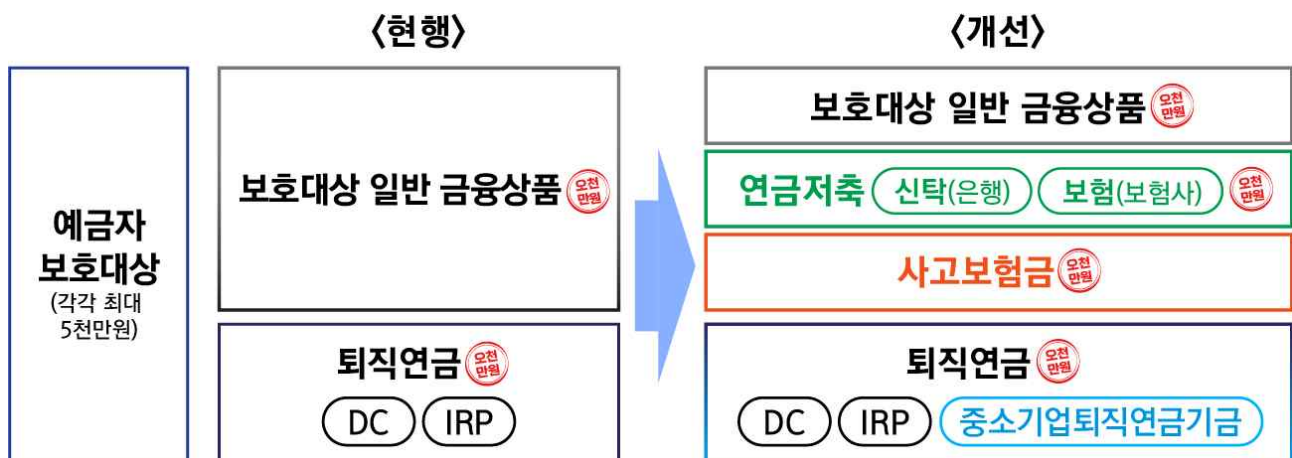 〈현행〉
〈개선〉
예금자
보호대상
(각각 최대
5천만원)
보호대상 일반 금융상품 오천
만원
퇴직연금 오천
만원
DC IRP
보호대상 일반 금융상품 오천
만원
연금저축 신탁(은행) 보험(보험사) 오천
만원
사고보험금 오천
만원
퇴직연금 오천
만원
DC IRP 중소기업퇴직연금기금